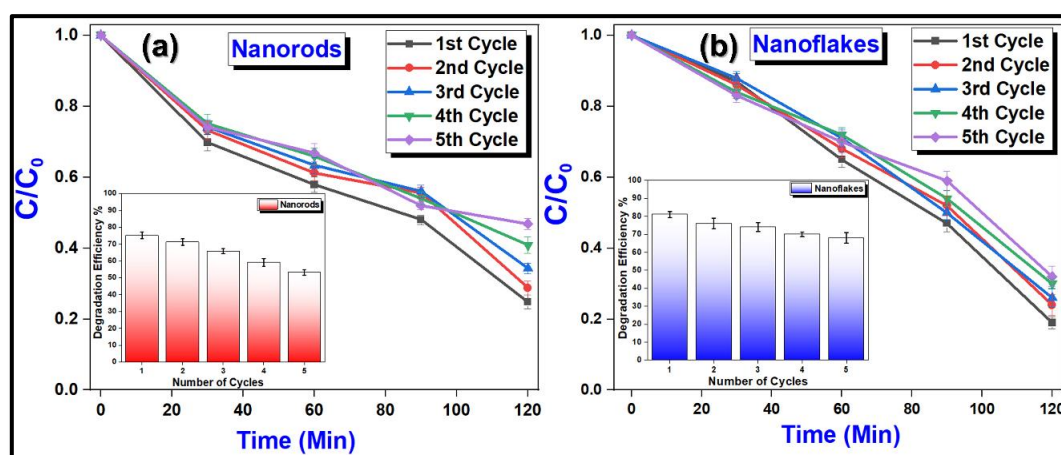 (a)
Nanorods
1st Cycle
2nd Cycle
3rd Cycle
4th Cycle
5th Cycle
C/C0
1.0
0.8
0.6
0.4
0.2
0.0
0 20 40 60 80 100 120
Time (Min)
Nanorods
Degradation Efficiency %
100
90
80
70
60
50
40
30
20
10
0
1 2 3 4 5
Number of Cycles
(b)
Nanoflakes
1st Cycle
2nd Cycle
3rd Cycle
4th Cycle
5th Cycle
C/C0
1.0
0.8
0.6
0.4
0.2
0.0
0 20 40 60 80 100 120
Time (Min)
Nanoflakes
Degradation Efficiency %
100
90
80
70
60
50
40
30
20
10
0
1 2 3 4 5
Number of Cycles